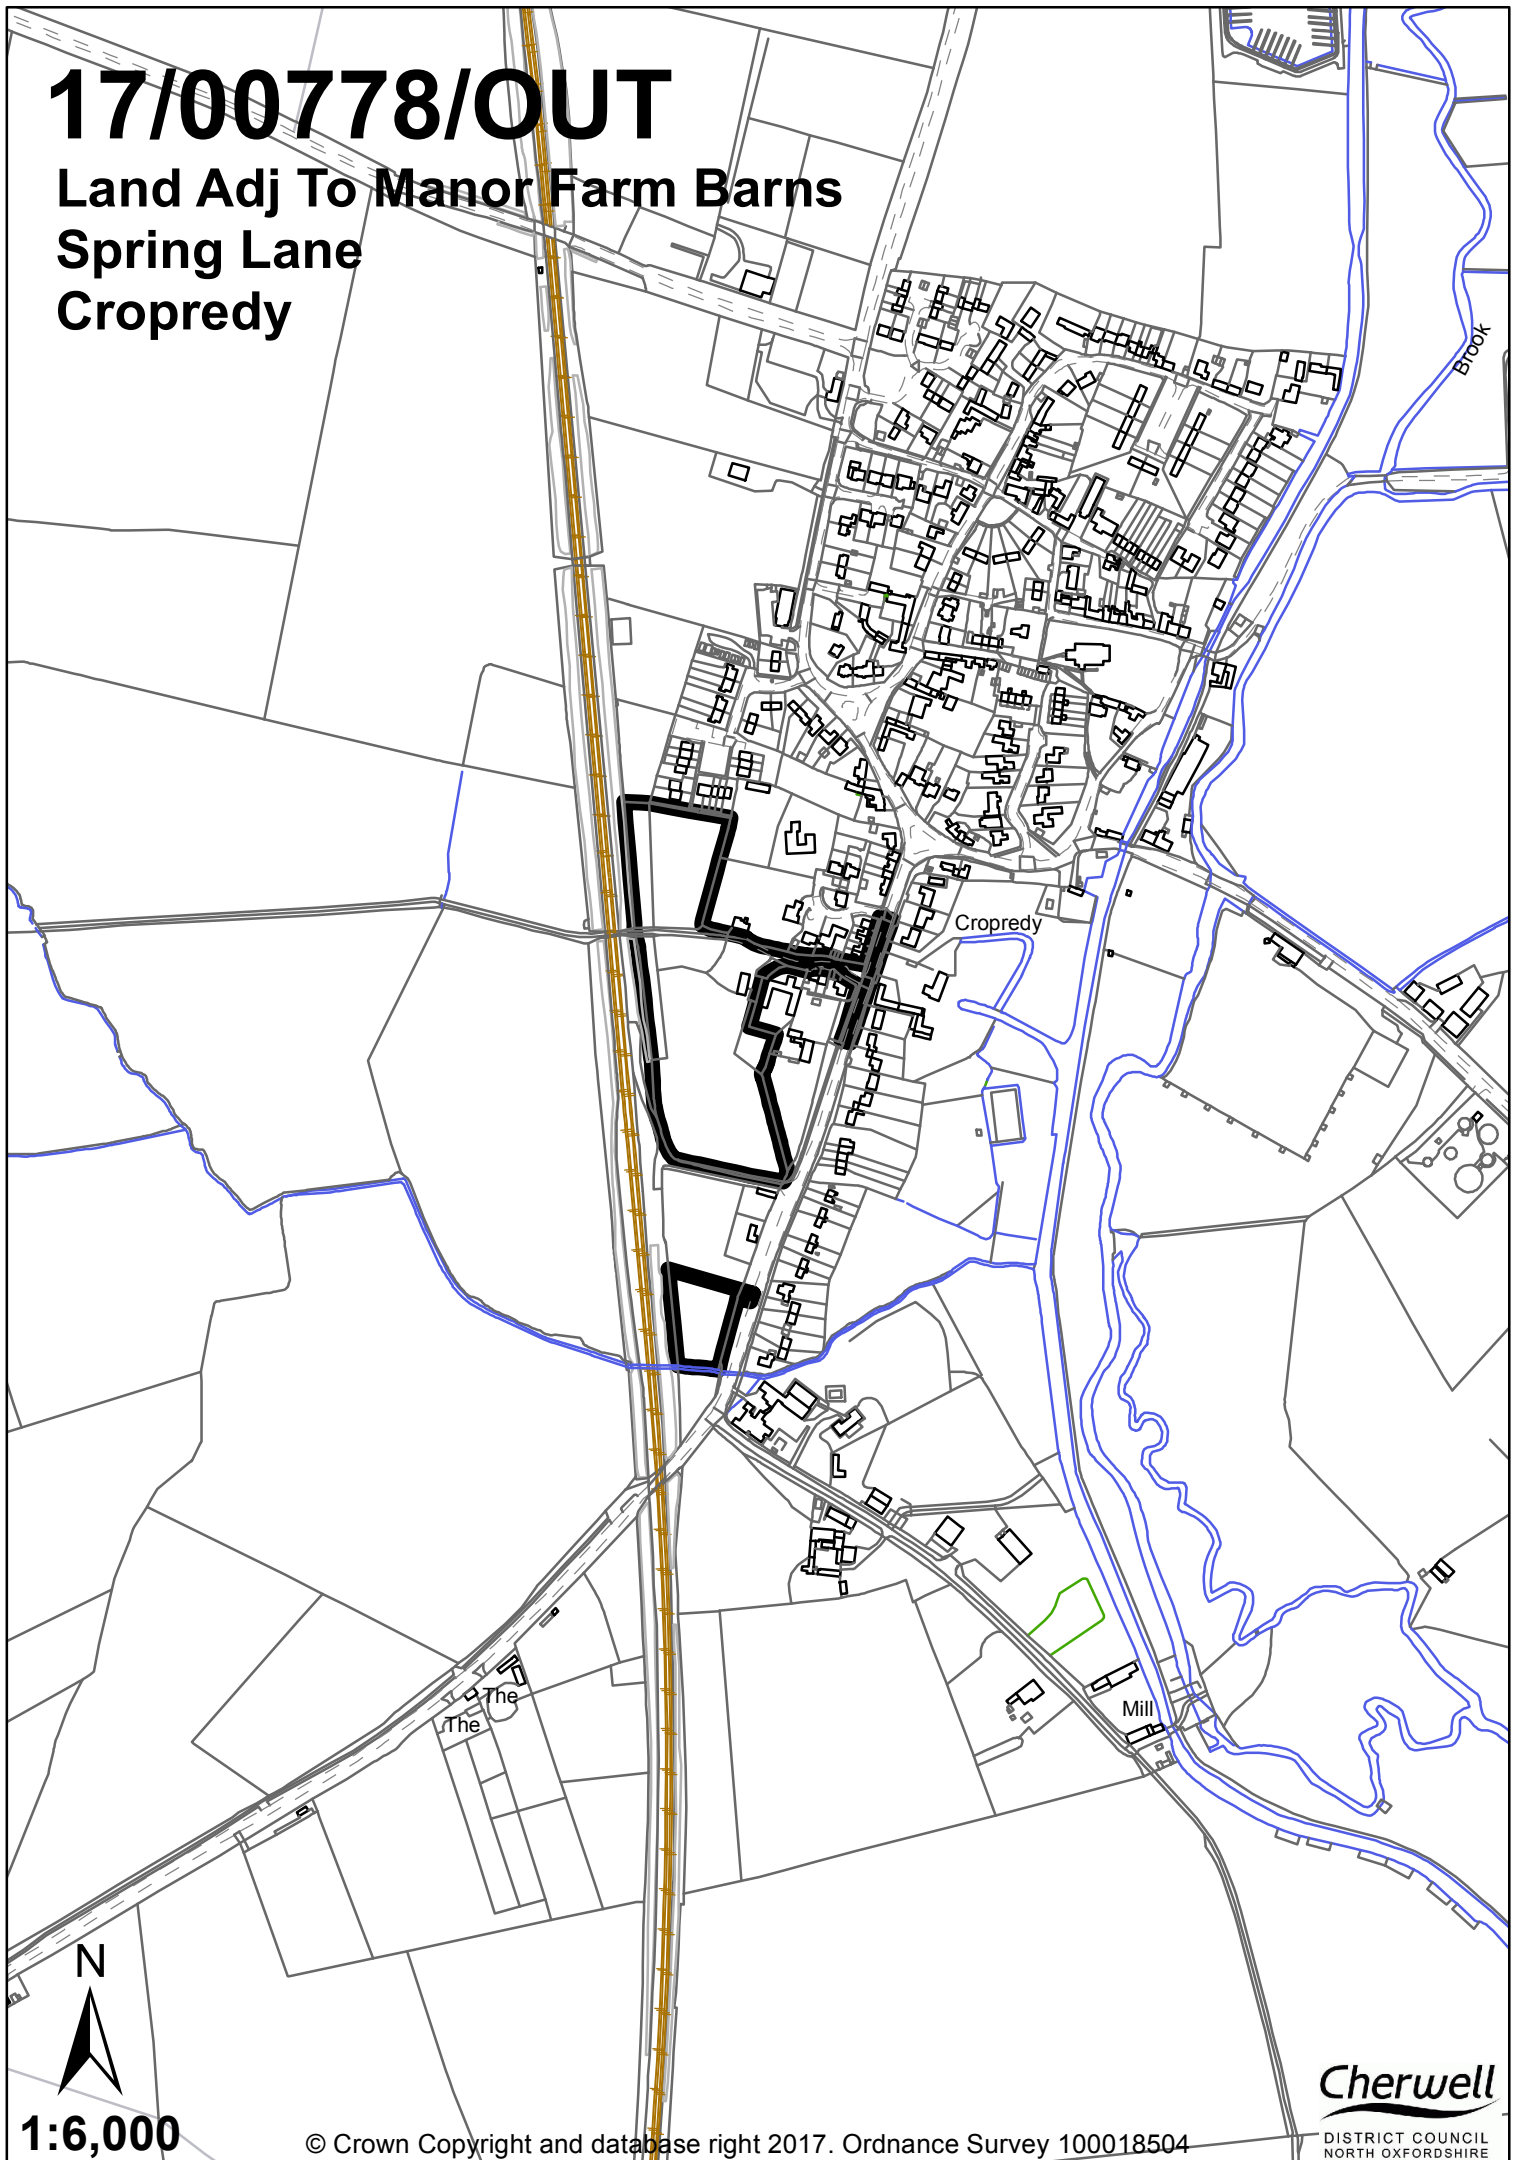 17/00778/OUT
Land Adj To Manor Farm Barns
Spring Lane
Cropredy
Brook
Cropredy
The
The
Mill
N
1:6,000
© Crown Copyright and database right 2017. Ordnance Survey 100018504
Cherwell
DISTRICT COUNCIL
NORTH OXFORDSHIRE